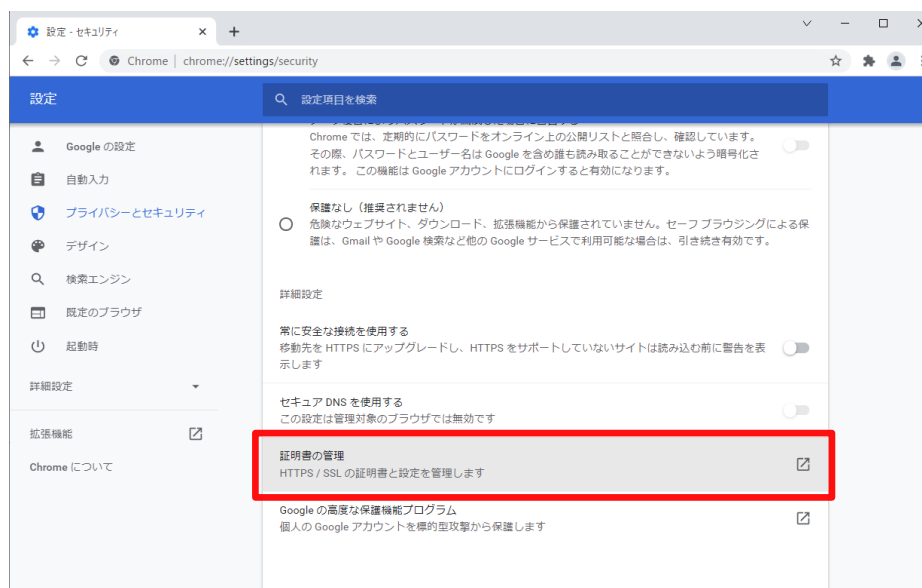 設定 - セキュリティ
Chrome | chrome://settings/security
設定
設定項目を検索
Google の設定
自動入力
プライバシーとセキュリティ
デザイン
検索エンジン
既定のブラウザ
起動時
詳細設定
拡張機能
Chrome について
Chrome では、定期的にパスワードをオンライン上の公開リストと照合し、確認しています。
その際、パスワードとユーザー名は Google を含め誰も読み取ることができないよう暗号化さ
れます。 この機能は Google アカウントにログインすると有効になります。
保護なし（推奨されません）
危険なウェブサイト、ダウンロード、拡張機能から保護されていません。セーフ ブラウジングによる保
護は、Gmail や Google 検索など他の Google サービスで利用可能な場合は、引き続き有効です。
詳細設定
常に安全な接続を使用する
移動先を HTTPS にアップグレードし、HTTPS をサポートしていないサイトは読み込む前に警告を表
示します
セキュア DNS を使用する
この設定は管理対象のブラウザでは無効です
証明書の管理
HTTPS / SSL の証明書と設定を管理します
Google の高度な保護機能プログラム
個人の Google アカウントを標的型攻撃から保護します